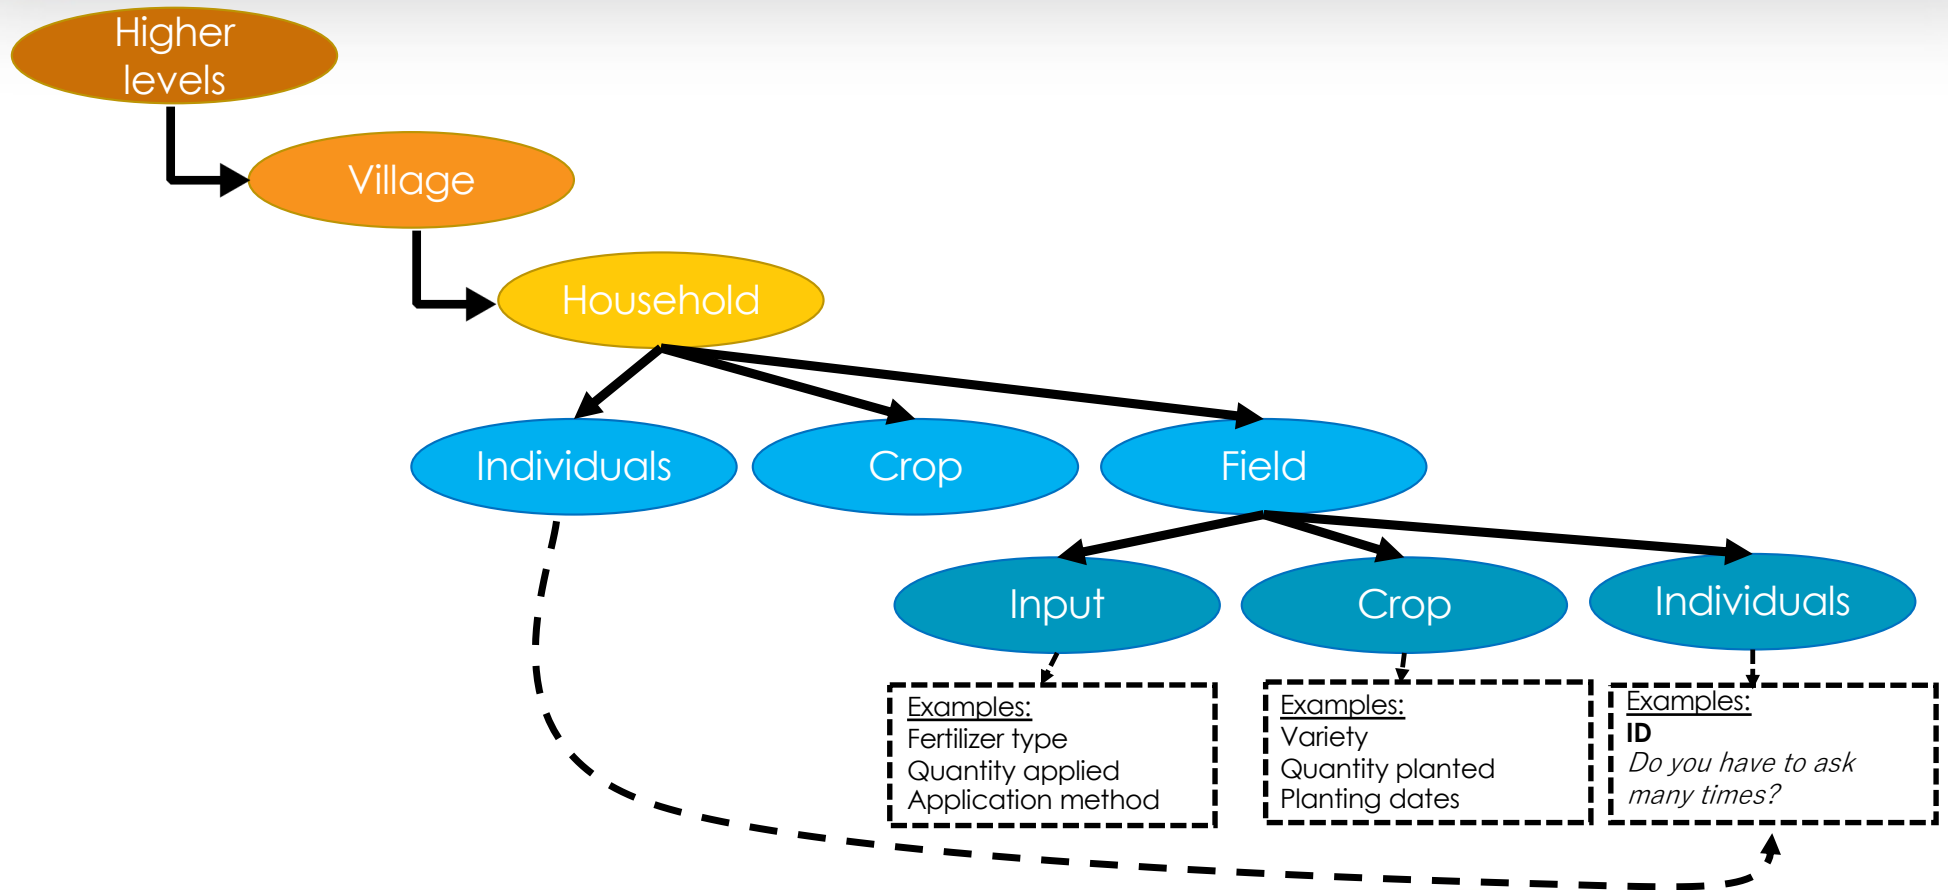 Higher
levels
Village
Household
Individuals
Crop
Field
Input
Crop
Individuals
Examples:
Fertilizer type
Quantity applied
Application method
Examples:
Variety
Quantity planted
Planting dates
Examples:
ID
Do you have to ask
many times?